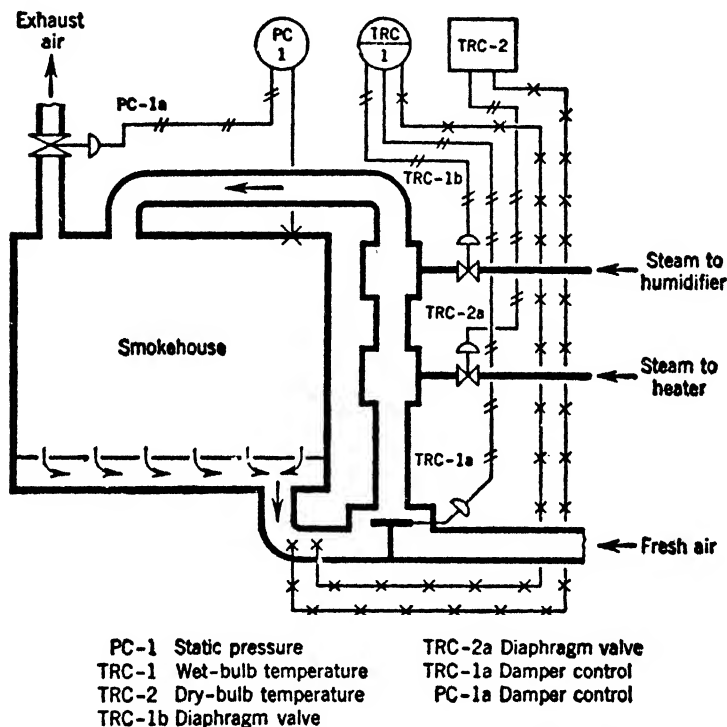 Exhaust
air
PC
1
TRC
1
TRC-2
PC-1a
TRC-1b
Steam to
humidifier
TRC-2a
Smokehouse
Steam to
heater
TRC-1a
Fresh air
PC-1 Static pressure
TRC-1 Wet-bulb temperature
TRC-2 Dry-bulb temperature
TRC-1b Diaphragm valve
TRC-2a Diaphragm valve
TRC-1a Damper control
PC-1a Damper control